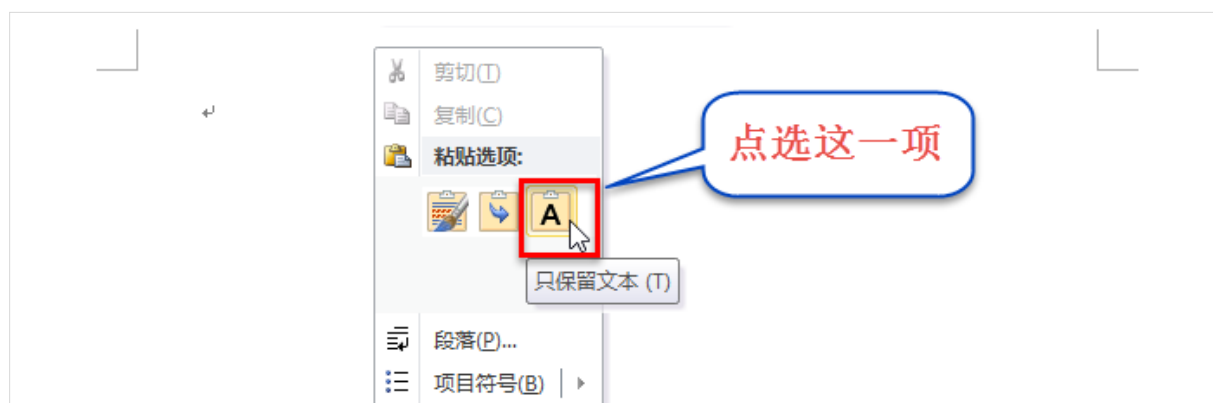 剪切(T)
复制(C)
粘贴选项:
点选这一项
A
只保留文本 (T)
段落(P)...
项目符号(B)